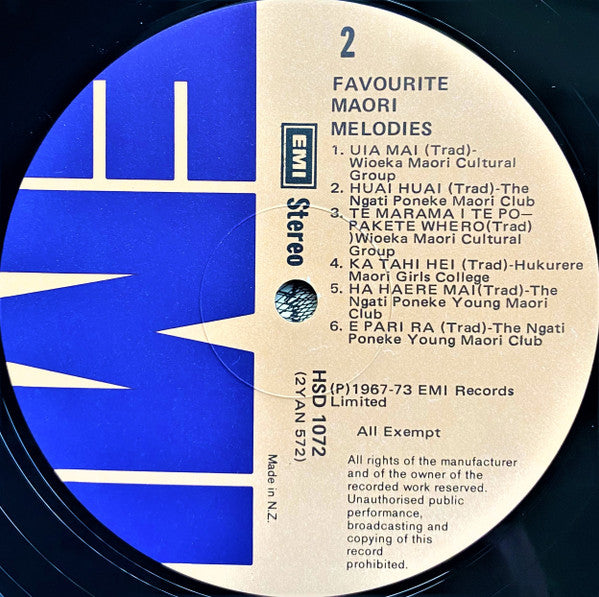 2
FAVOURITE
MAORI
MELODIES
1. UIA MAI (Trad)-
Wioeka Maori Cultural
Group
2. HUAI HUAI (Trad)-The
Ngati Poneke Maori Club
3. TE MARAMA I TE PO—
PAKETE WHERO(Trad)
)Wioeka Maori Cultural
Group
4. KA TAHI HEI (Trad)-Hukurere
Maori Girls College
5. HA HAERE MAI(Trad)-The
Ngati Poneke Young Maori
Club
6. E PARI RA (Trad)-The Ngati
Poneke Young Maori Club
EMI
Stereo
HSD 1072
(2YAN 572)
Made in N.Z.
(P)1967-73 EMI Records
Limited
All Exempt
All rights of the manufacturer
and of the owner of the
recorded work reserved.
Unauthorised public
performance,
broadcasting and
copying of this
record
prohibited.
EMI